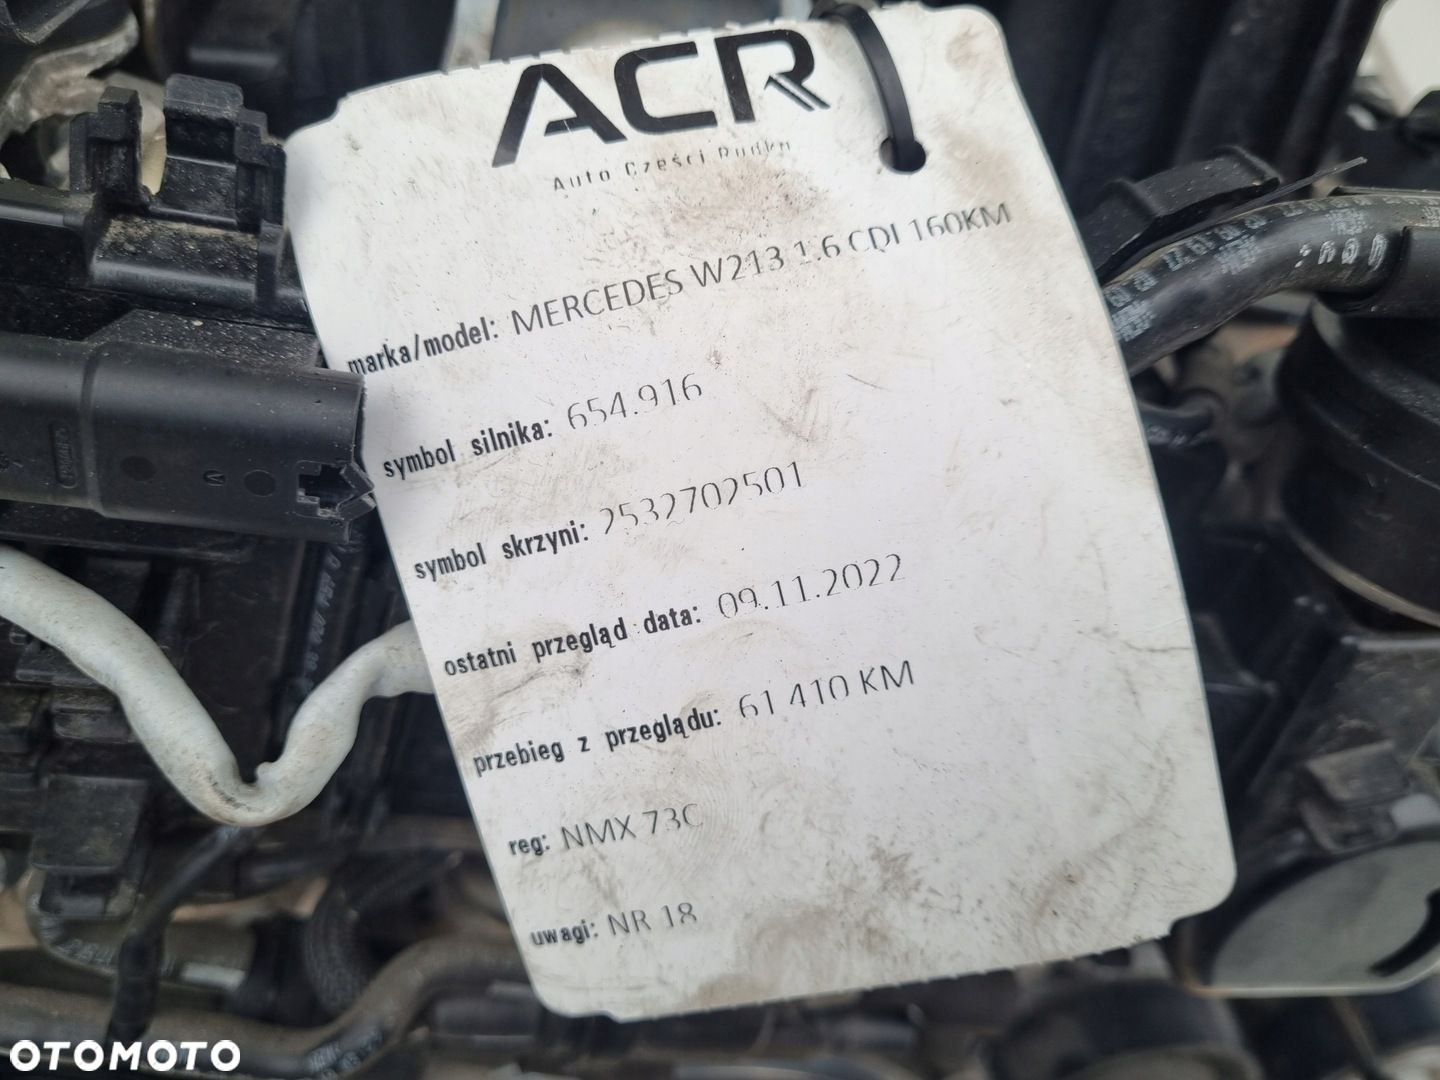 ACR
Auto Części Rudka
marka/model: MERCEDES W213 1.6 CDI 160KM
symbol silnika: 654.916
symbol skrzyni: 2532702501
ostatni przegląd data: 09.11.2022
przebieg z przeglądu: 61 410 KM
reg: NMX 73C
uwagi: NR 18
OTOMOTO